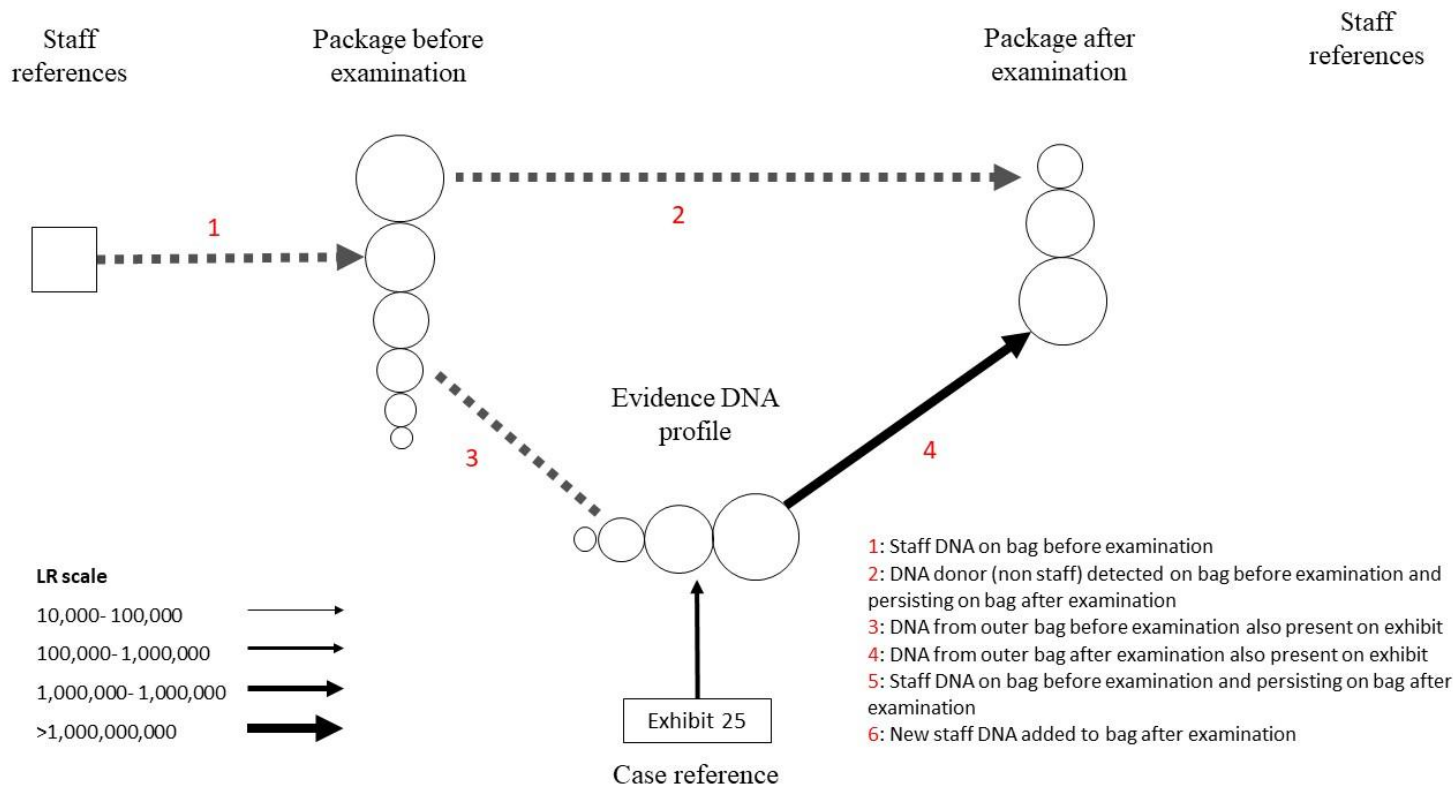 Staff
references
Package before
examination
Package after
examination
Staff
references
1
2
3
Evidence DNA
profile
4
LR scale
10,000- 100,000
100,000- 1,000,000
1,000,000- 1,000,000
>1,000,000,000
Exhibit 25
Case reference
1: Staff DNA on bag before examination
2: DNA donor (non staff) detected on bag before examination and
persisting on bag after examination
3: DNA from outer bag before examination also present on exhibit
4: DNA from outer bag after examination also present on exhibit
5: Staff DNA on bag before examination and persisting on bag after
examination
6: New staff DNA added to bag after examination